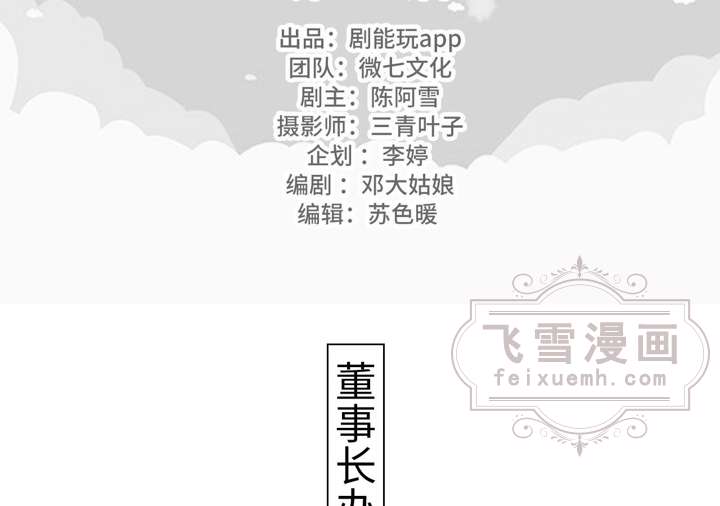 出品：剧能玩app
团队：微七文化
剧主：陈阿雪
摄影师：三青叶子
企划：李婷
编剧：邓大姑娘
编辑：苏色暖
飞雪漫画
feixuemh.com
董事长办